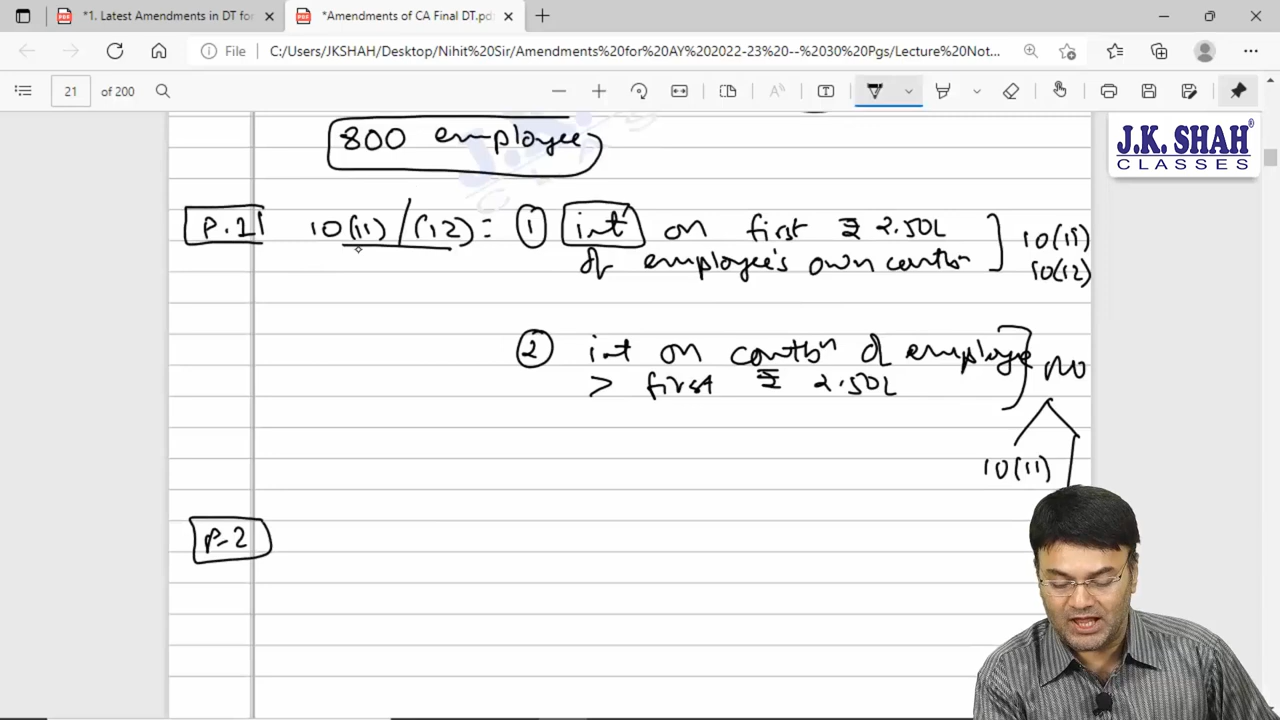 *1. Latest Amendments in DT for
*Amendments of CA Final DT.pd
File C:/Users/JKSHAH/Desktop/Nihit%20Sir/Amendments%20for%20AY%202022-23%20--%2030%20Pgs/Lecture%20Not...
21 of 200
J.K. SHAH®
CLASSES
800 employee
P.1 10(11)/(12) = ① int on first ₹ 2.50L
of employee's own contbn
10(11)
10(12)
② int on contbn of employee
> first ₹ 2.50L
NO
10(11)
P-2